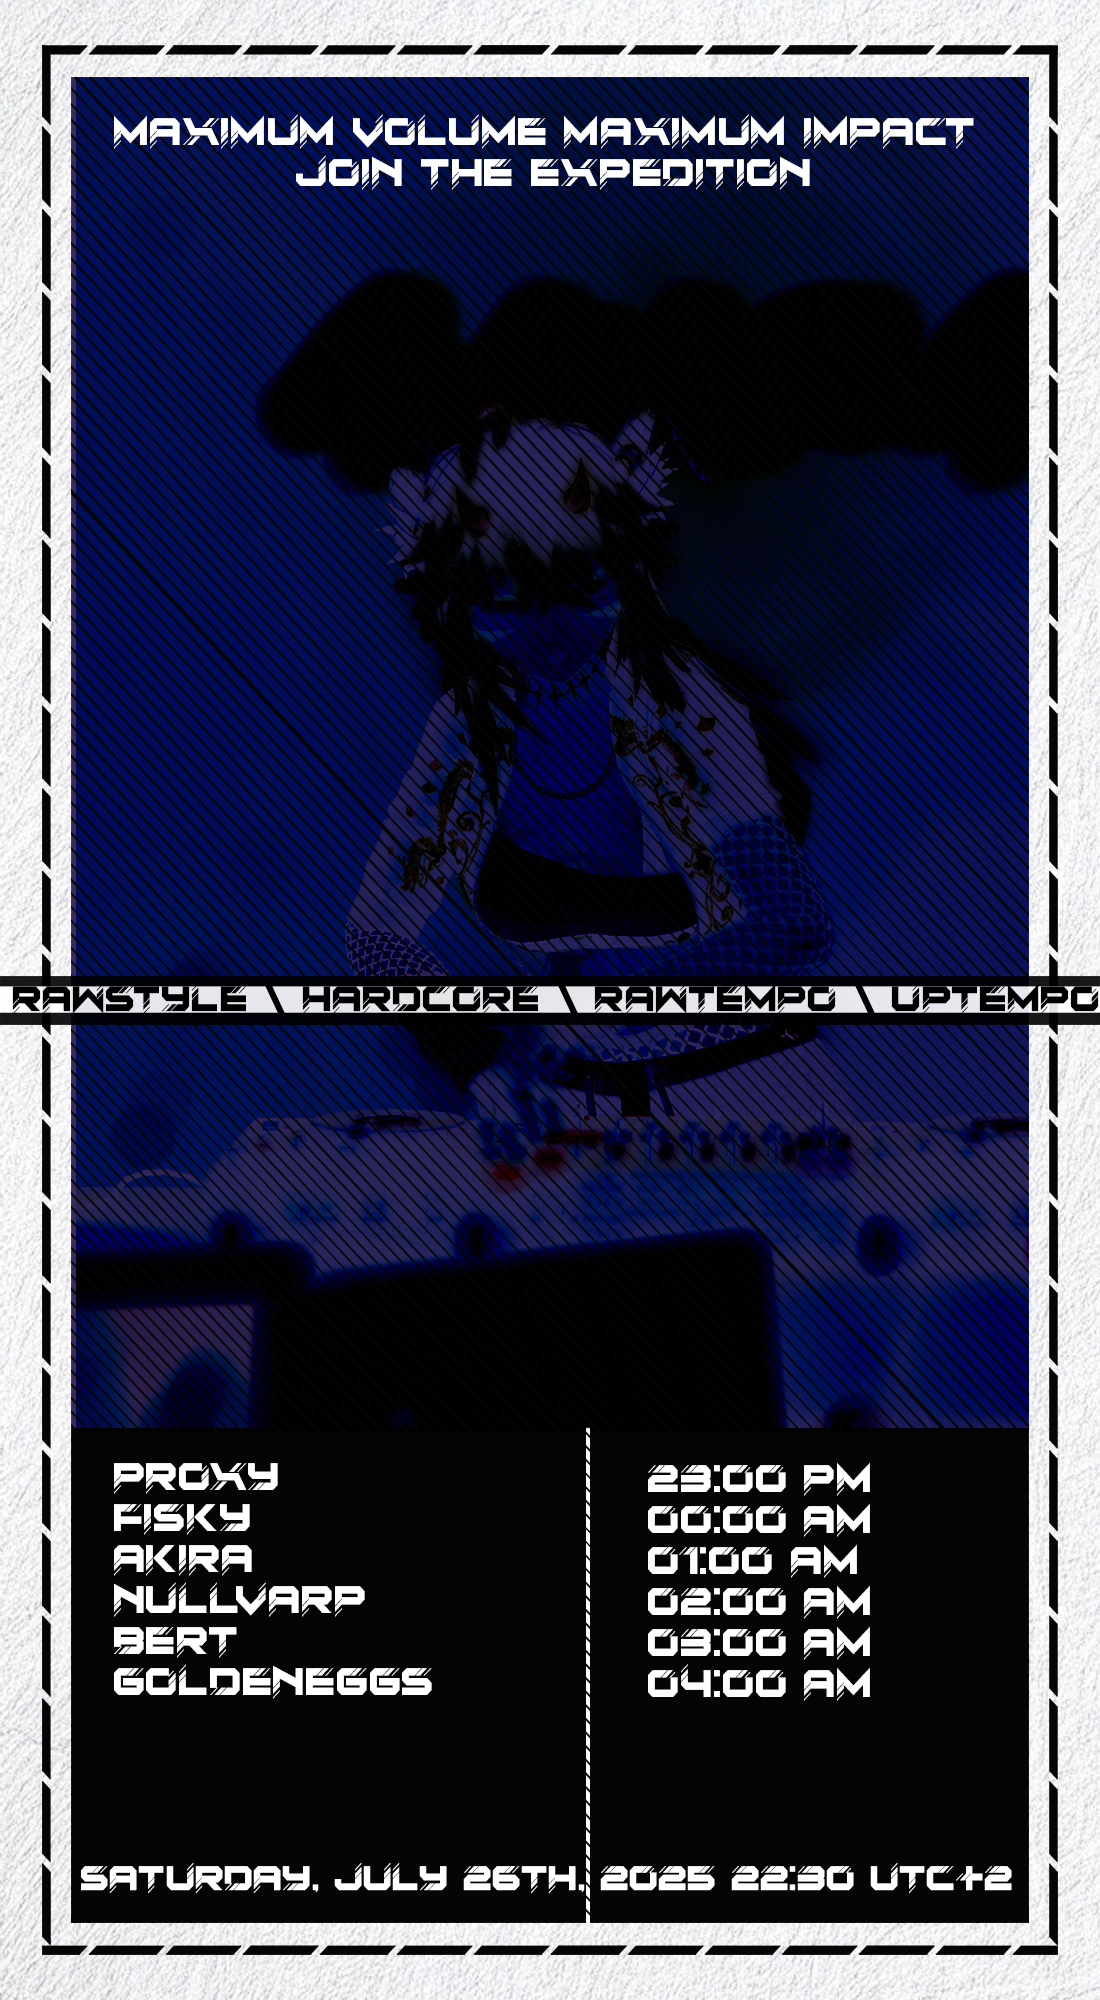 MAXIMUM VOLUME MAXIMUM IMPACT
JOIN THE EXPEDITION
RAWSTYLE \ HARDCORE \ RAWTEMPO \ UPTEMPO
PROXY 23:00 PM
FISKY 00:00 AM
AKIRA 01:00 AM
NULLVARP 02:00 AM
BERT 03:00 AM
GOLDENEGGS 04:00 AM
SATURDAY, JULY 26TH, 2025 22:30 UTC+2